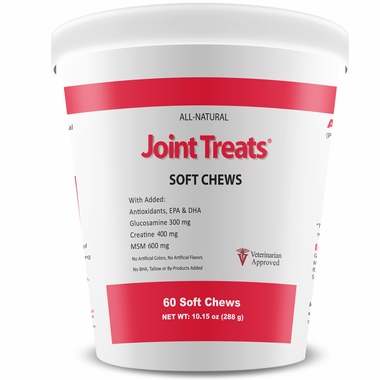 ALL-NATURAL
Joint Treats®
SOFT CHEWS
With Added:
Antioxidants, EPA & DHA
Glucosamine 300 mg
Creatine 400 mg
MSM 600 mg
No Artificial Colors, No Artificial Flavors
No BHA, Tallow or By-Products Added
Veterinarian
Approved
60 Soft Chews
NET WT: 10.15 oz (288 g)